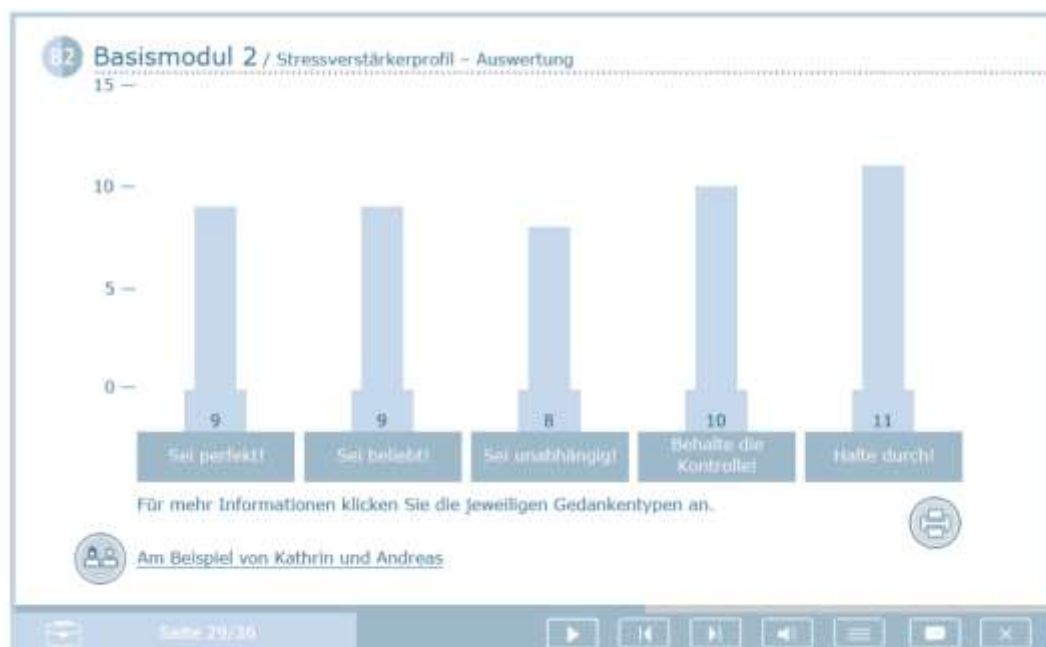 B2 Basismodul 2 / Stressverstärkerprofil – Auswertung
15
10
5
0
9 9 8 10 11
Sei perfekt! Sei beliebt! Sei unabhängig! Behalte die Kontrolle! Halte durch!
Für mehr Informationen klicken Sie die jeweiligen Gedankentypen an.
Am Beispiel von Kathrin und Andreas
Seite 29/36